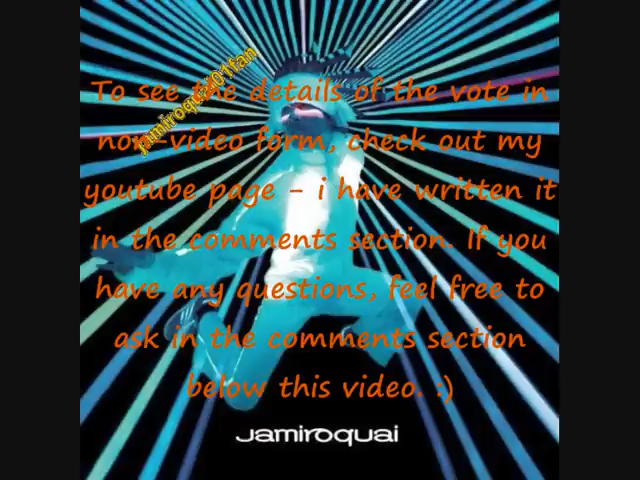 jamiroquai01fan
To see the details of the vote in
non-video form, check out my
youtube page - i have written it
in the comments section. If you
have any questions, feel free to
ask in the comments section
below this video. :)
Jamiroquai